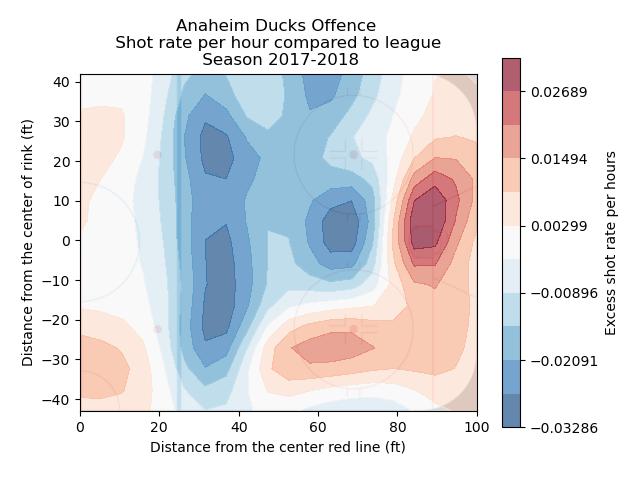 Anaheim Ducks Offence
Shot rate per hour compared to league
Season 2017-2018
40
30
20
10
0
−10
−20
−30
−40
Distance from the center of rink (ft)
0 20 40 60 80 100
Distance from the center red line (ft)
0.02689
0.01494
0.00299
−0.00896
−0.02091
−0.03286
Excess shot rate per hours